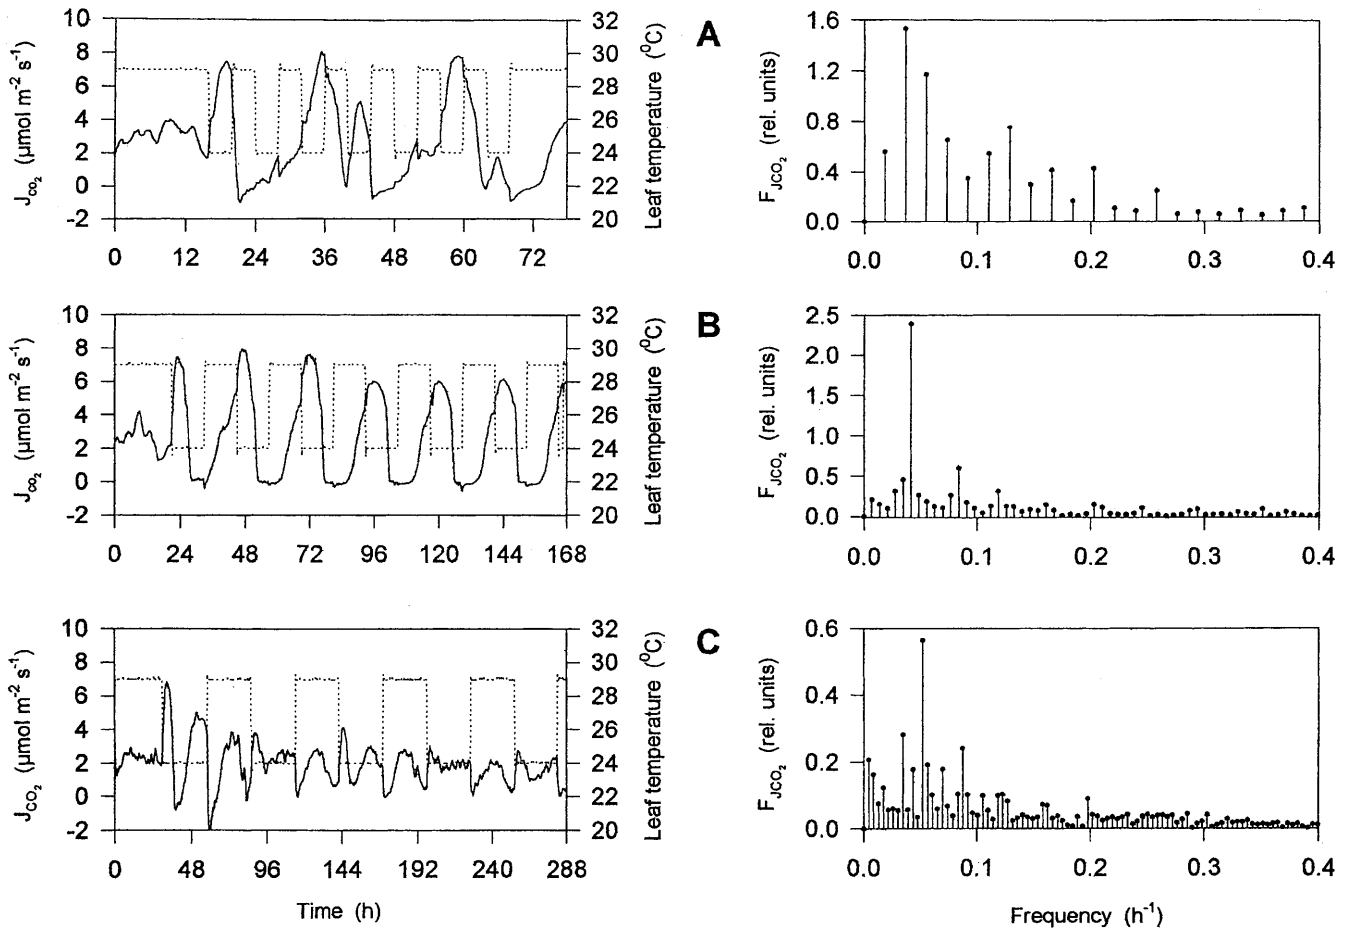 10
8
6
4
2
0
-2
J_CO₂ (µmol m⁻² s⁻¹)
32
30
28
26
24
22
20
Leaf temperature (⁰C)
0 12 24 36 48 60 72
A
1.6
1.2
0.8
0.4
0.0
F_JCO₂ (rel. units)
0.0 0.1 0.2 0.3 0.4
10
8
6
4
2
0
-2
J_CO₂ (µmol m⁻² s⁻¹)
32
30
28
26
24
22
20
Leaf temperature (⁰C)
0 24 48 72 96 120 144 168
B
2.5
2.0
1.5
1.0
0.5
0.0
F_JCO₂ (rel. units)
0.0 0.1 0.2 0.3 0.4
10
8
6
4
2
0
-2
J_CO₂ (µmol m⁻² s⁻¹)
32
30
28
26
24
22
20
Leaf temperature (⁰C)
0 48 96 144 192 240 288
Time (h)
C
0.6
0.4
0.2
0.0
F_JCO₂ (rel. units)
0.0 0.1 0.2 0.3 0.4
Frequency (h⁻¹)